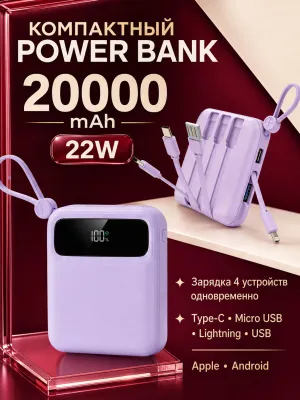 КОМПАКТНЫЙ
POWER BANK
20000
mAh
22W
100%
• Зарядка 4 устройств
одновременно
• Type-C • Micro USB
• Lightning • USB
Apple • Android